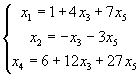 x₁ = 1 + 4x₃ + 7x₅
x₂ = −x₃ − 3x₅
x₄ = 6 + 12x₃ + 27x₅